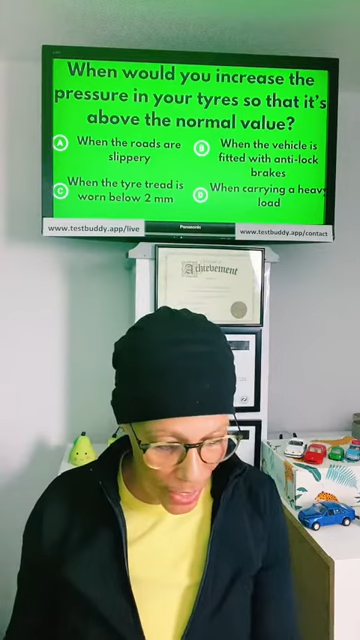 When would you increase the
pressure in your tyres so that it's
above the normal value?
A When the roads are
slippery
B When the vehicle is
fitted with anti-lock
brakes
C When the tyre tread is
worn below 2 mm
D When carrying a heavy
load
www.testbuddy.app/live
Panasonic
www.testbuddy.app/contact
Achievement